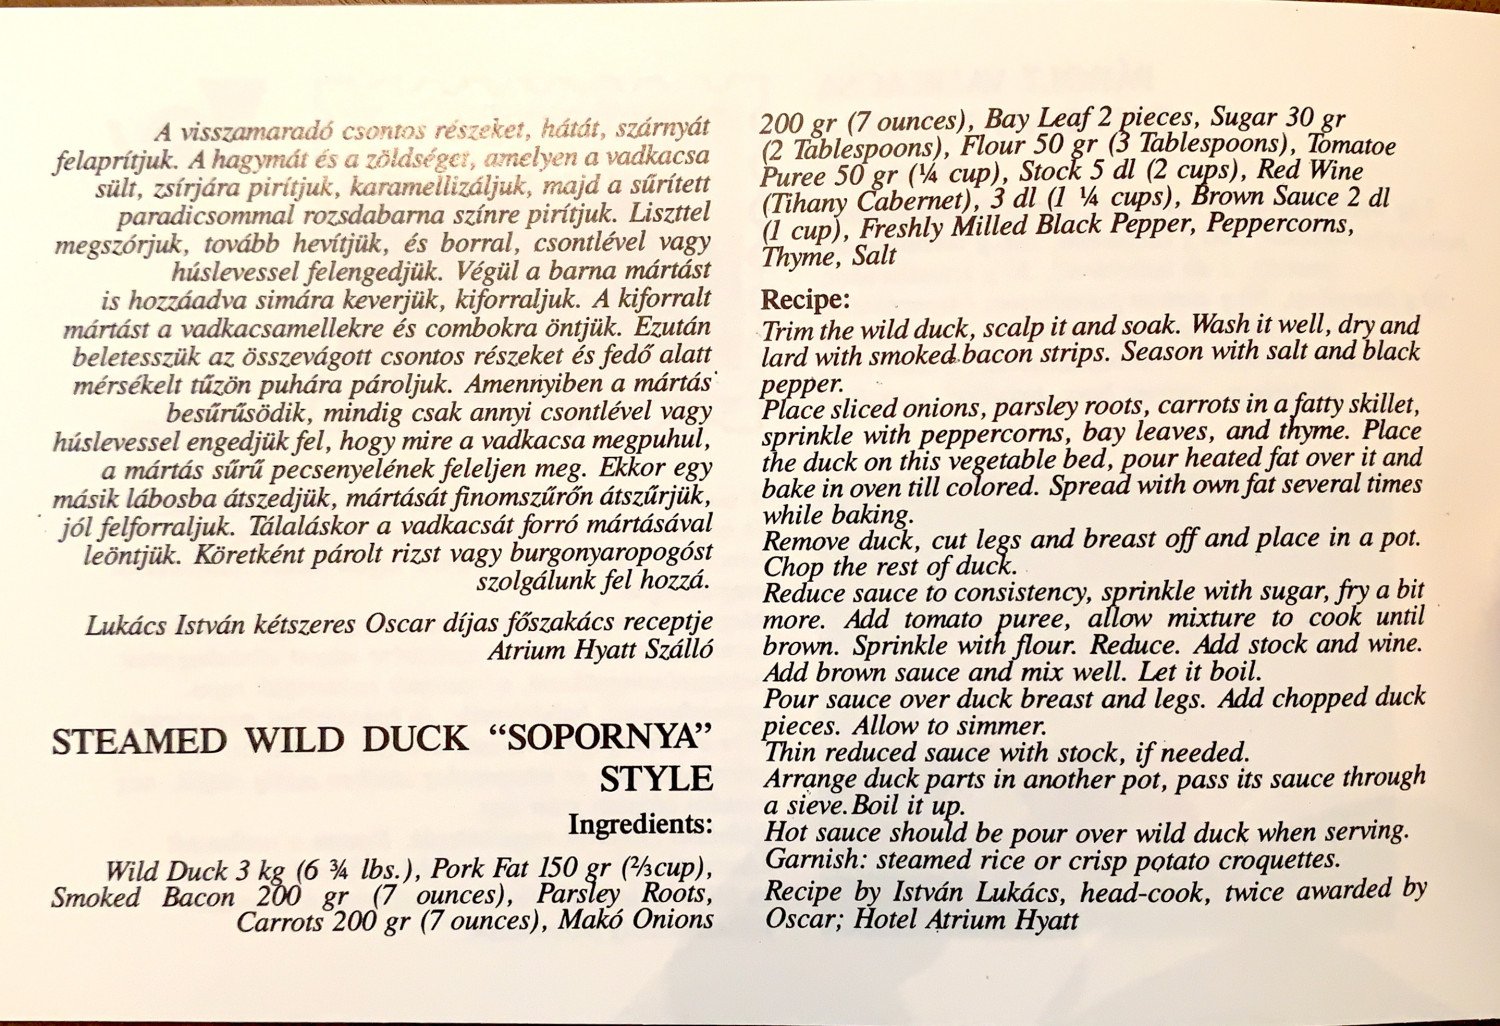 A visszamaradó csontos részeket, hátát, szárnyát
felaprítjuk. A hagymát és a zöldséget, amelyen a vadkacsa
sült, zsírjára pirítjuk, karamellizáljuk, majd a sűrített
paradicsommal rozsdabarna színre pirítjuk. Liszttel
megszórjuk, tovább hevítjük, és borral, csontlével vagy
húslevessel felengedjük. Végül a barna mártást
is hozzáadva simára keverjük, kiforraljuk. A kiforralt
mártást a vadkacsamellekre és combokra öntjük. Ezután
beletesszük az összevágott csontos részeket és fedő alatt
mérsékelt tűzön puhára pároljuk. Amennyiben a mártás
besűrűsödik, mindig csak annyi csontlével vagy
húslevessel engedjük fel, hogy mire a vadkacsa megpuhul,
a mártás sűrű pecsenyelének feleljen meg. Ekkor egy
másik lábosba átszedjük, mártását finomszűrőn átszűrjük,
jól felforraljuk. Tálaláskor a vadkacsát forró mártásával
leöntjük. Köretként párolt rizst vagy burgonyaropogóst
szolgálunk fel hozzá.
Lukács István kétszeres Oscar díjas főszakács receptje
Atrium Hyatt Szálló
STEAMED WILD DUCK “SOPORNYA”
STYLE
Ingredients:
Wild Duck 3 kg (6 ¾ lbs.), Pork Fat 150 gr (⅔cup),
Smoked Bacon 200 gr (7 ounces), Parsley Roots,
Carrots 200 gr (7 ounces), Makó Onions
200 gr (7 ounces), Bay Leaf 2 pieces, Sugar 30 gr
(2 Tablespoons), Flour 50 gr (3 Tablespoons), Tomatoe
Puree 50 gr (¼ cup), Stock 5 dl (2 cups), Red Wine
(Tihany Cabernet), 3 dl (1 ¼ cups), Brown Sauce 2 dl
(1 cup), Freshly Milled Black Pepper, Peppercorns,
Thyme, Salt
Recipe:
Trim the wild duck, scalp it and soak. Wash it well, dry and
lard with smoked bacon strips. Season with salt and black
pepper.
Place sliced onions, parsley roots, carrots in a fatty skillet,
sprinkle with peppercorns, bay leaves, and thyme. Place
the duck on this vegetable bed, pour heated fat over it and
bake in oven till colored. Spread with own fat several times
while baking.
Remove duck, cut legs and breast off and place in a pot.
Chop the rest of duck.
Reduce sauce to consistency, sprinkle with sugar, fry a bit
more. Add tomato puree, allow mixture to cook until
brown. Sprinkle with flour. Reduce. Add stock and wine.
Add brown sauce and mix well. Let it boil.
Pour sauce over duck breast and legs. Add chopped duck
pieces. Allow to simmer.
Thin reduced sauce with stock, if needed.
Arrange duck parts in another pot, pass its sauce through
a sieve. Boil it up.
Hot sauce should be pour over wild duck when serving.
Garnish: steamed rice or crisp potato croquettes.
Recipe by István Lukács, head-cook, twice awarded by
Oscar; Hotel Atrium Hyatt